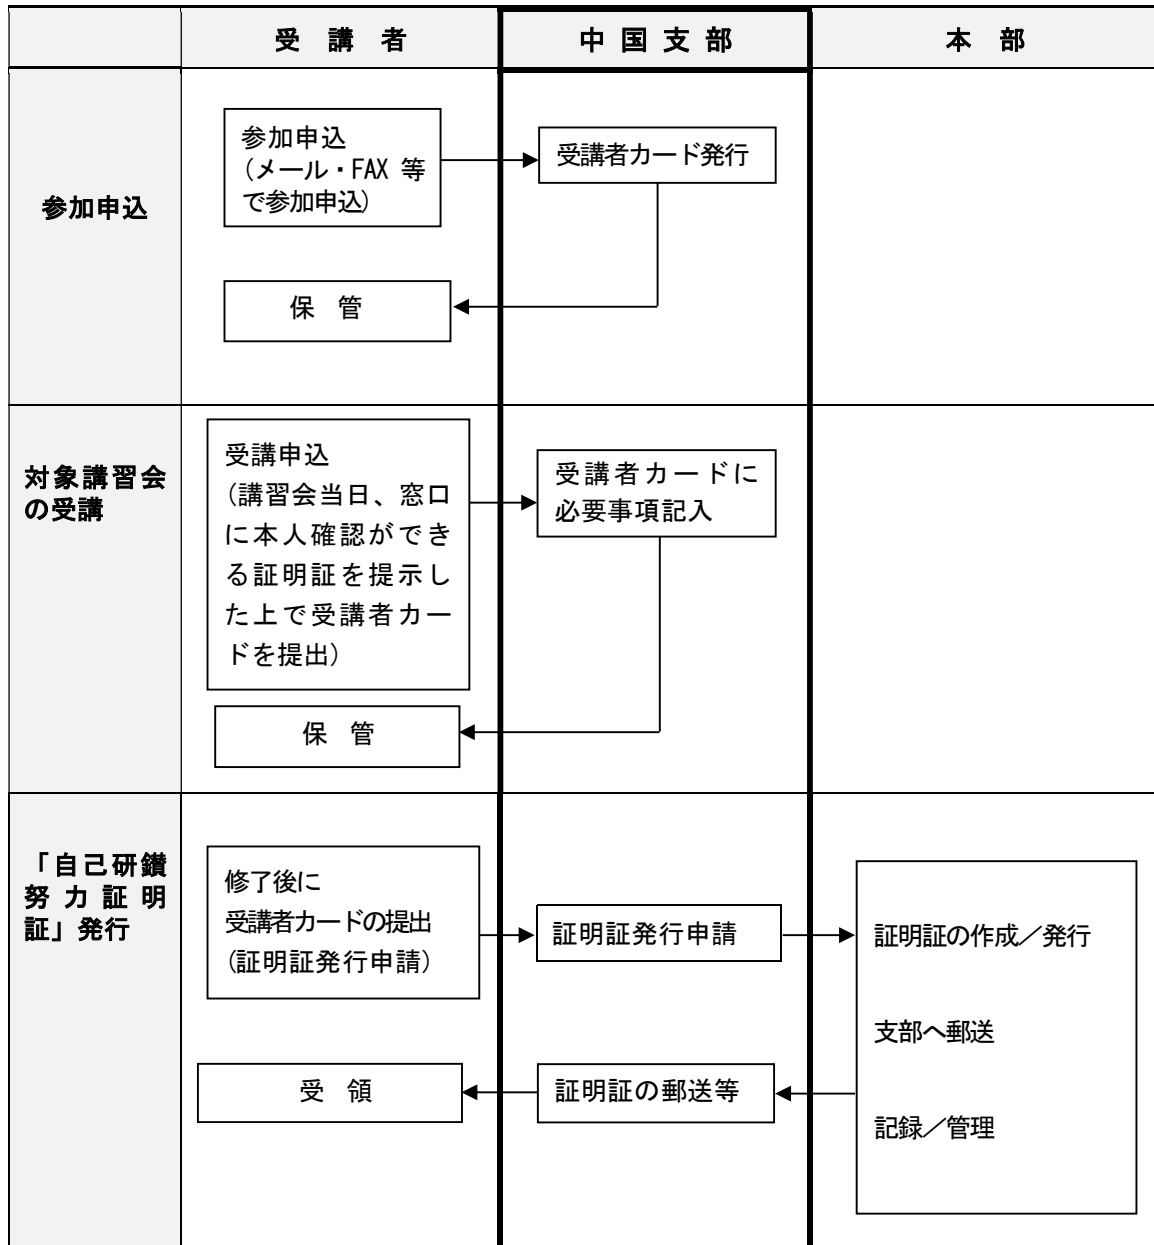 受 講 者
中 国 支 部
本 部
参加申込
参加申込
(メール・FAX 等
で参加申込)
受講者カード発行
保 管
対象講習会
の受講
受講申込
(講習会当日、窓口
に本人確認ができ
る証明証を提示し
た上で受講者カー
ドを提出)
受講者カードに
必要事項記入
保 管
「自己研鑚
努力証明
証」発行
修了後に
受講者カードの提出
(証明証発行申請)
証明証発行申請
証明証の作成／発行
支部へ郵送
記録／管理
証明証の郵送等
受 領